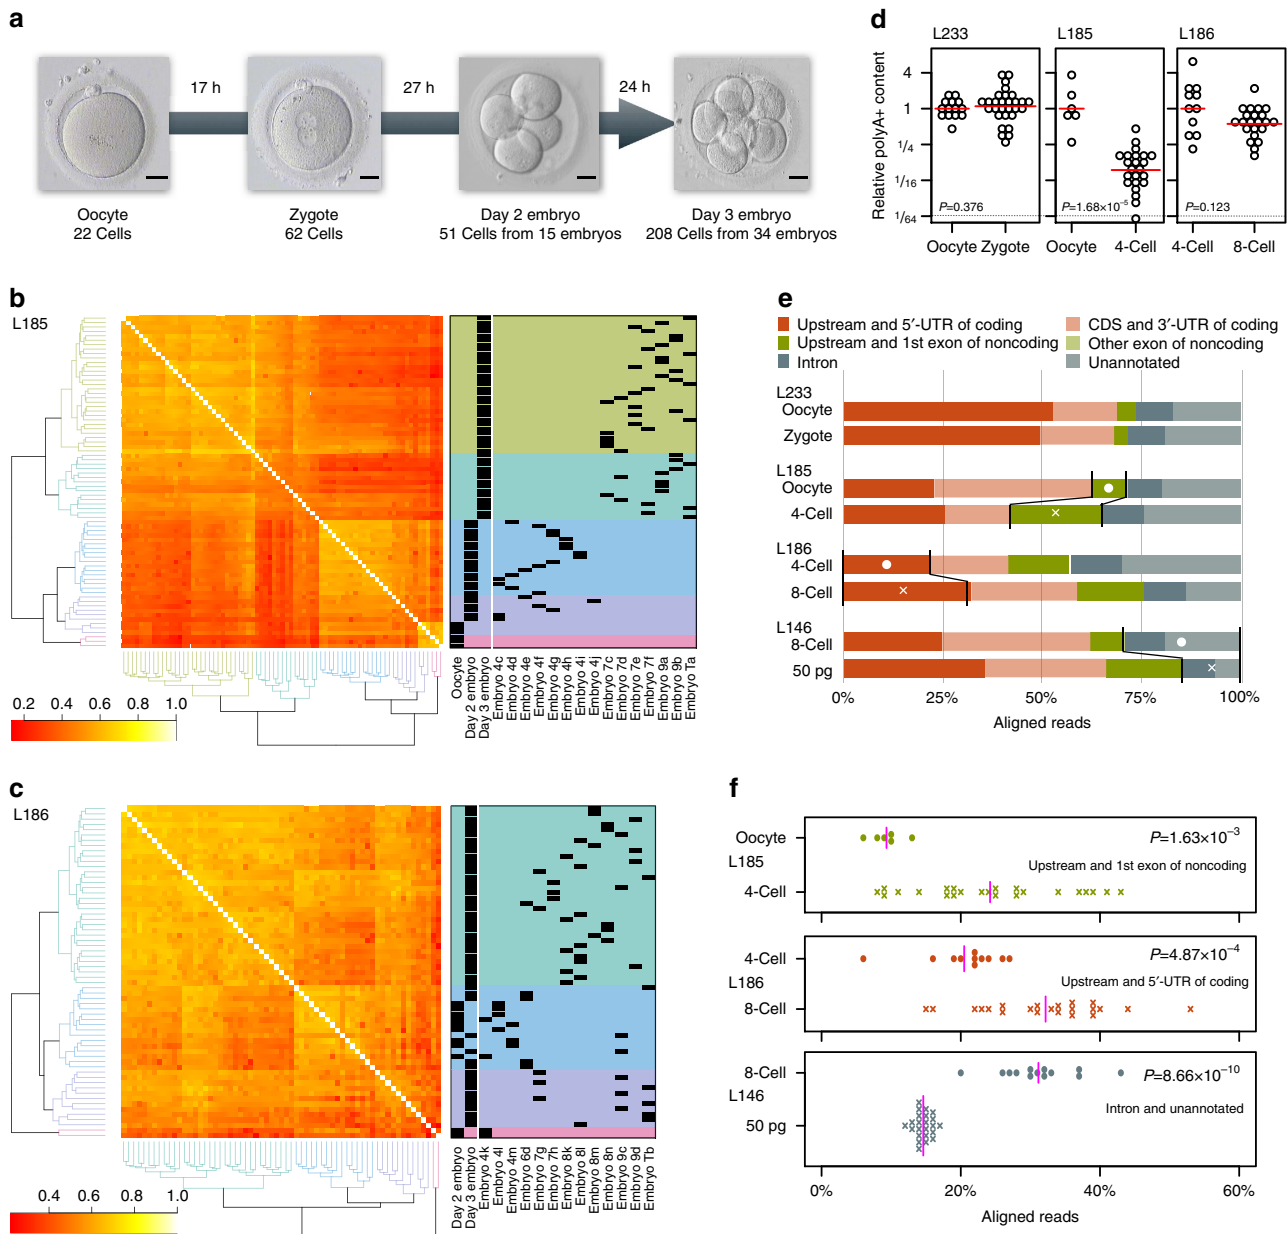 a
17 h
27 h
24 h
Oocyte
22 Cells
Zygote
62 Cells
Day 2 embryo
51 Cells from 15 embryos
Day 3 embryo
208 Cells from 34 embryos
b
L185
0.2 0.4 0.6 0.8 1.0
Oocyte
Day 2 embryo
Day 3 embryo
Embryo 4c
Embryo 4d
Embryo 4e
Embryo 4f
Embryo 4g
Embryo 4h
Embryo 4i
Embryo 4j
Embryo 7c
Embryo 7d
Embryo 7e
Embryo 7f
Embryo 9a
Embryo 9b
Embryo Ta
c
L186
0.4 0.6 0.8 1.0
Day 2 embryo
Day 3 embryo
Embryo 4k
Embryo 4l
Embryo 4m
Embryo 6d
Embryo 7g
Embryo 7h
Embryo 8k
Embryo 8l
Embryo 8m
Embryo 8n
Embryo 9c
Embryo 9d
Embryo Tb
d
L233 L185 L186
Relative polyA+ content
4
1
1/4
1/16
1/64
P=0.376
P=1.68×10⁻⁵
P=0.123
Oocyte Zygote
Oocyte 4-Cell
4-Cell 8-Cell
e
Upstream and 5′-UTR of coding
Upstream and 1st exon of noncoding
Intron
CDS and 3′-UTR of coding
Other exon of noncoding
Unannotated
L233
Oocyte
Zygote
L185
Oocyte
4-Cell
L186
4-Cell
8-Cell
L146
8-Cell
50 pg
0% 25% 50% 75% 100%
Aligned reads
f
Oocyte
L185
4-Cell
P=1.63×10⁻³
Upstream and 1st exon of noncoding
4-Cell
L186
8-Cell
P=4.87×10⁻⁴
Upstream and 5′-UTR of coding
8-Cell
L146
50 pg
P=8.66×10⁻¹⁰
Intron and unannotated
0% 20% 40% 60%
Aligned reads